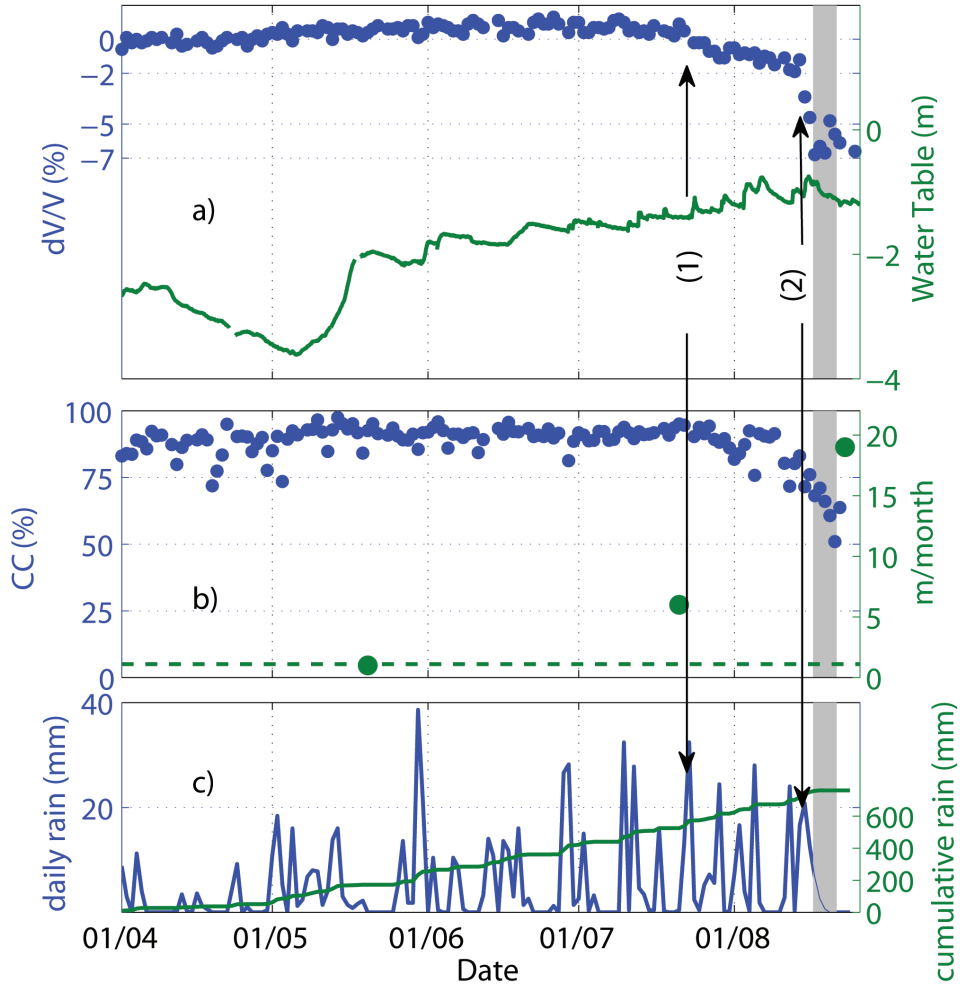 0
−2
−5
−7
dV/V (%)
a)
(1)
(2)
0
−2
−4
Water Table (m)
100
75
50
25
0
CC (%)
b)
20
15
10
5
0
m/month
40
20
daily rain (mm)
c)
600
400
200
0
cumulative rain (mm)
01/04 01/05 01/06 01/07 01/08
Date